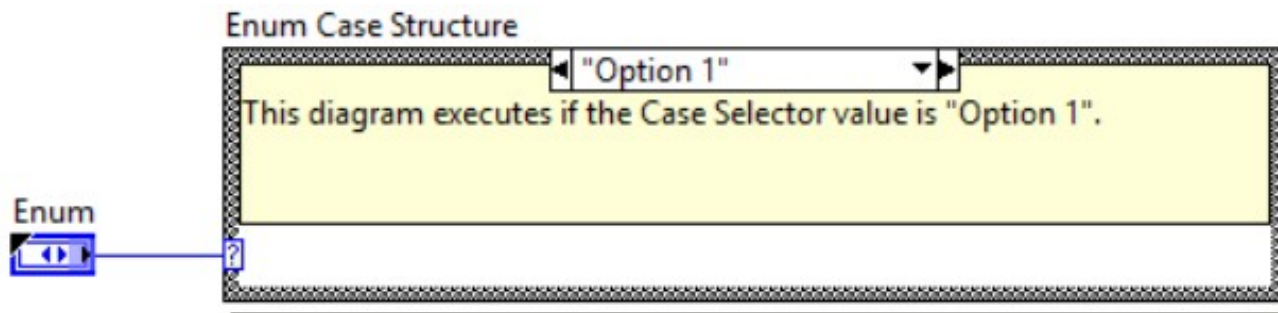 Enum Case Structure
"Option 1"
This diagram executes if the Case Selector value is "Option 1".
Enum
?